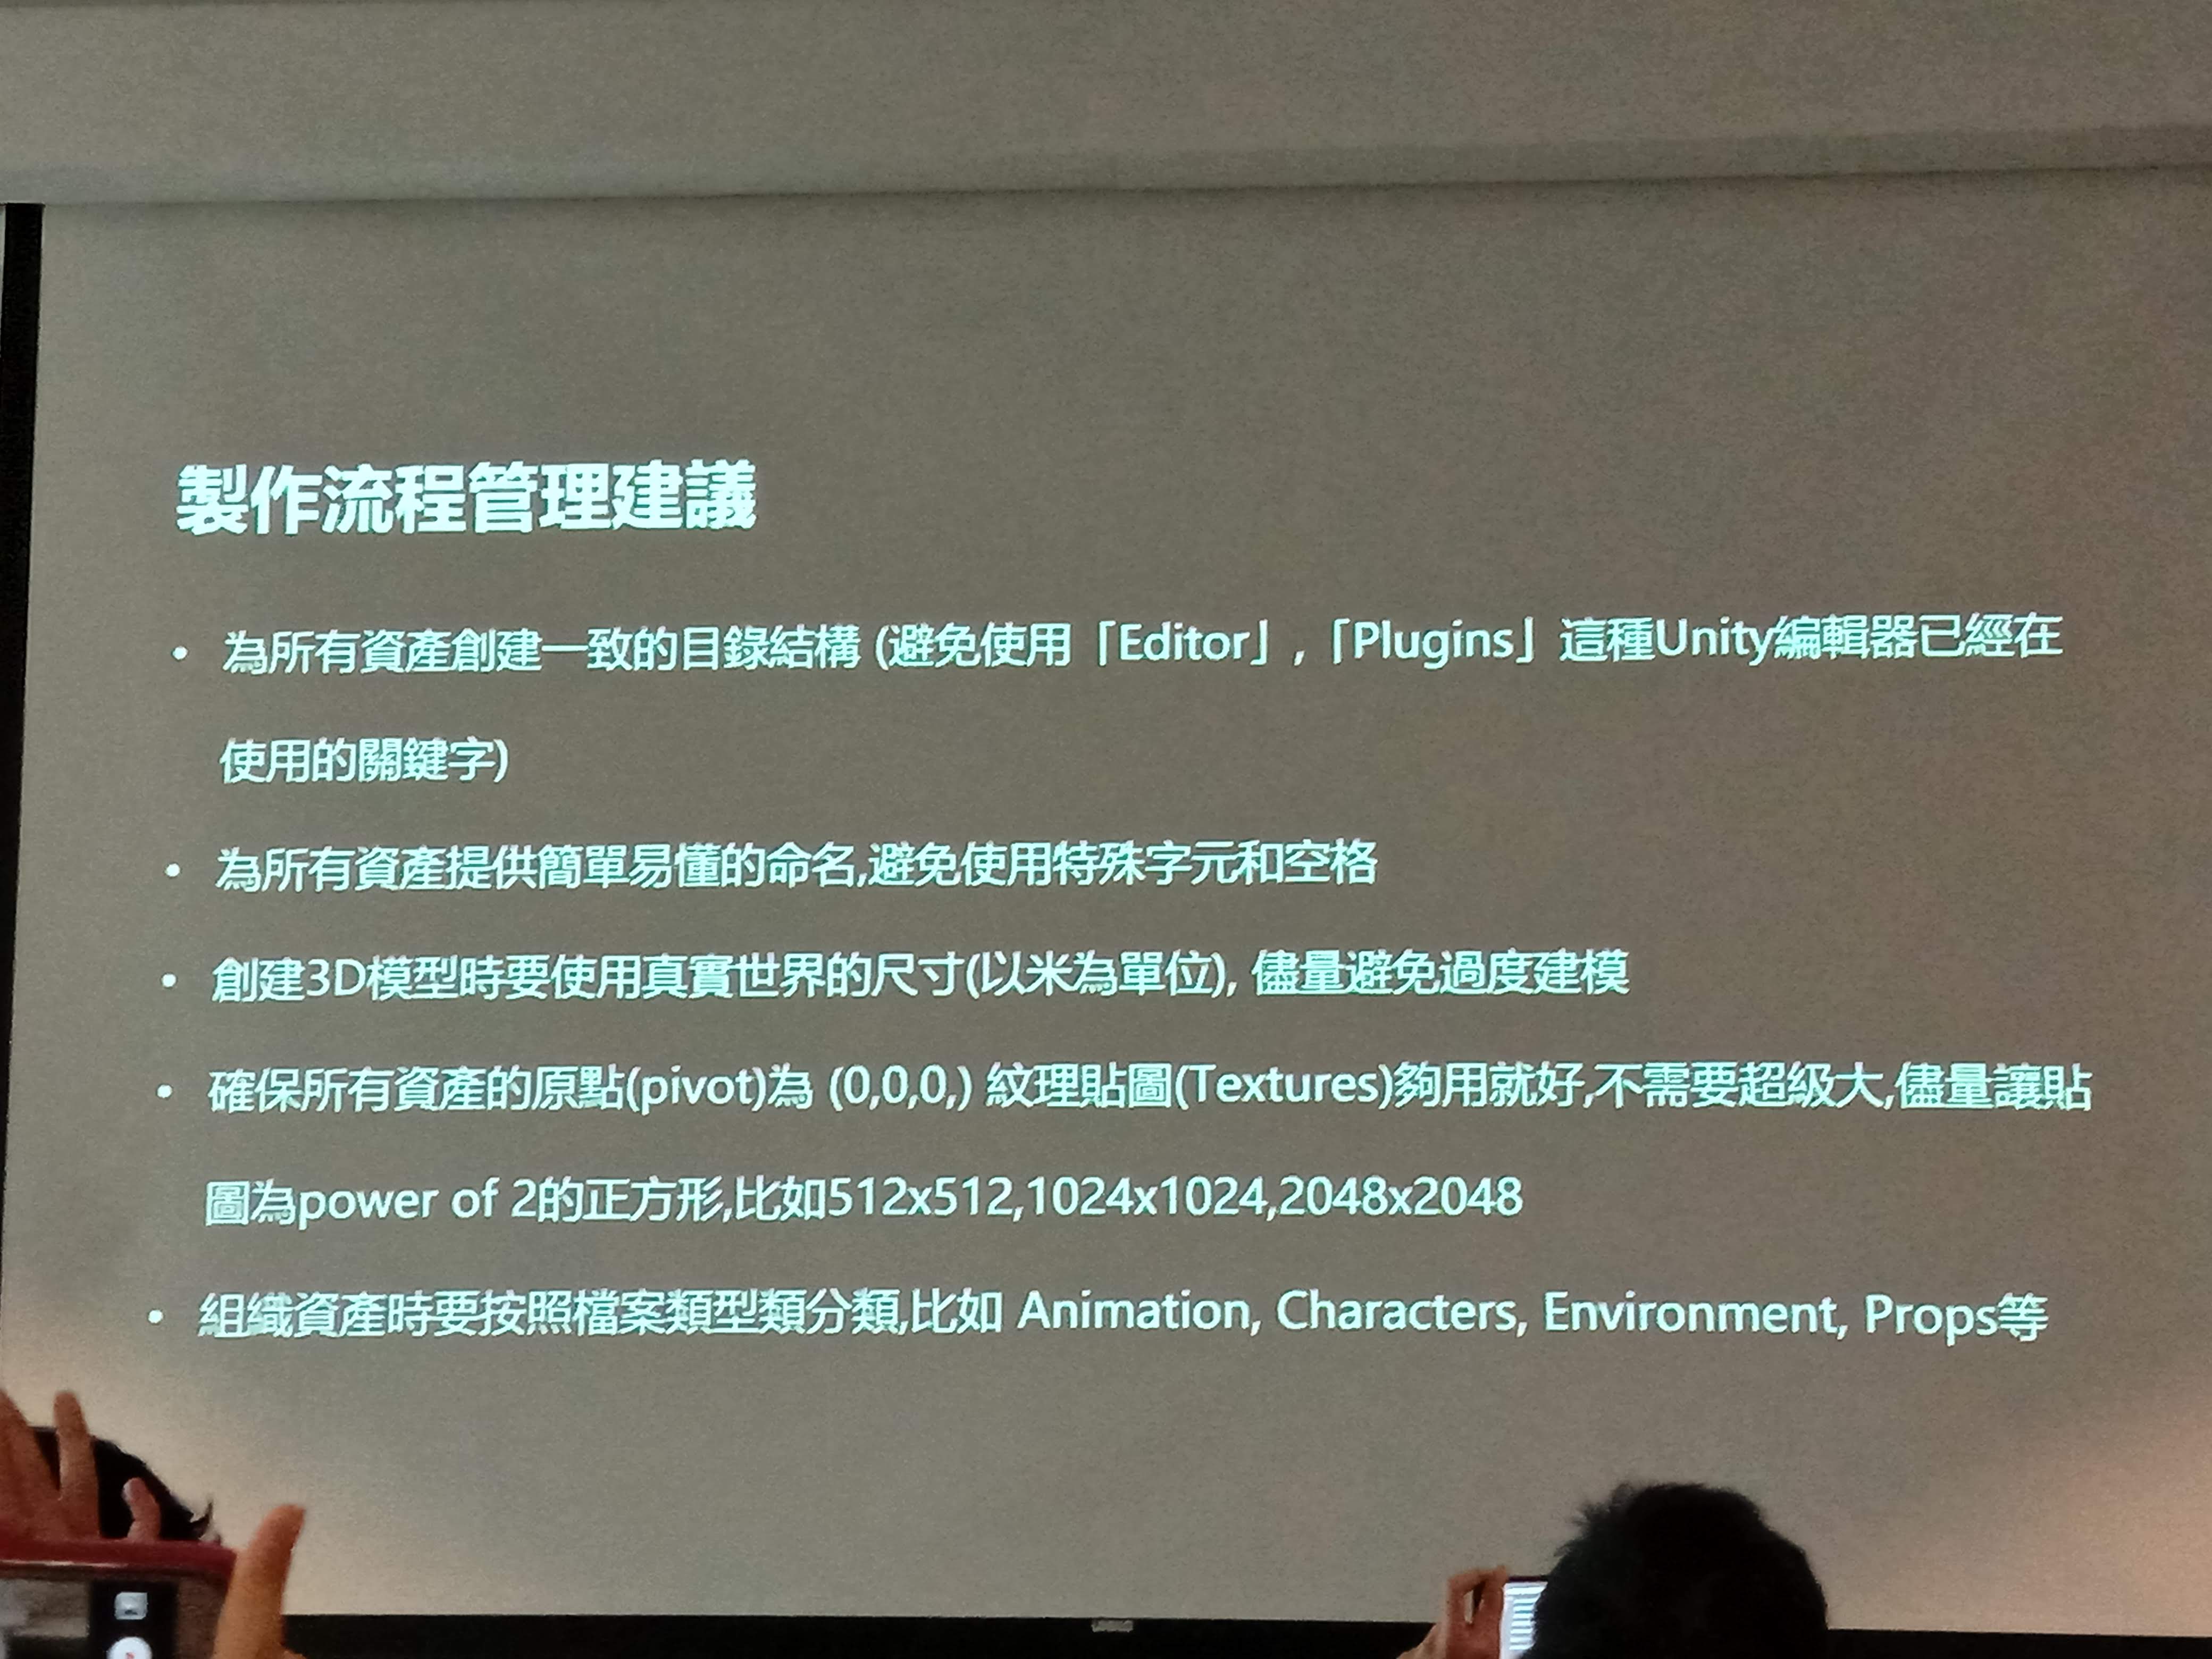 製作流程管理建議
• 為所有資產創建一致的目錄結構 (避免使用「Editor」,「Plugins」這種Unity編輯器已經在
使用的關鍵字)
• 為所有資產提供簡單易懂的命名,避免使用特殊字元和空格
• 創建3D模型時要使用真實世界的尺寸(以米為單位), 儘量避免過度建模
• 確保所有資產的原點(pivot)為 (0,0,0,) 紋理貼圖(Textures)夠用就好,不需要超級大,儘量讓貼
圖為power of 2的正方形,比如512x512,1024x1024,2048x2048
• 組織資產時要按照檔案類型類分類,比如 Animation, Characters, Environment, Props等